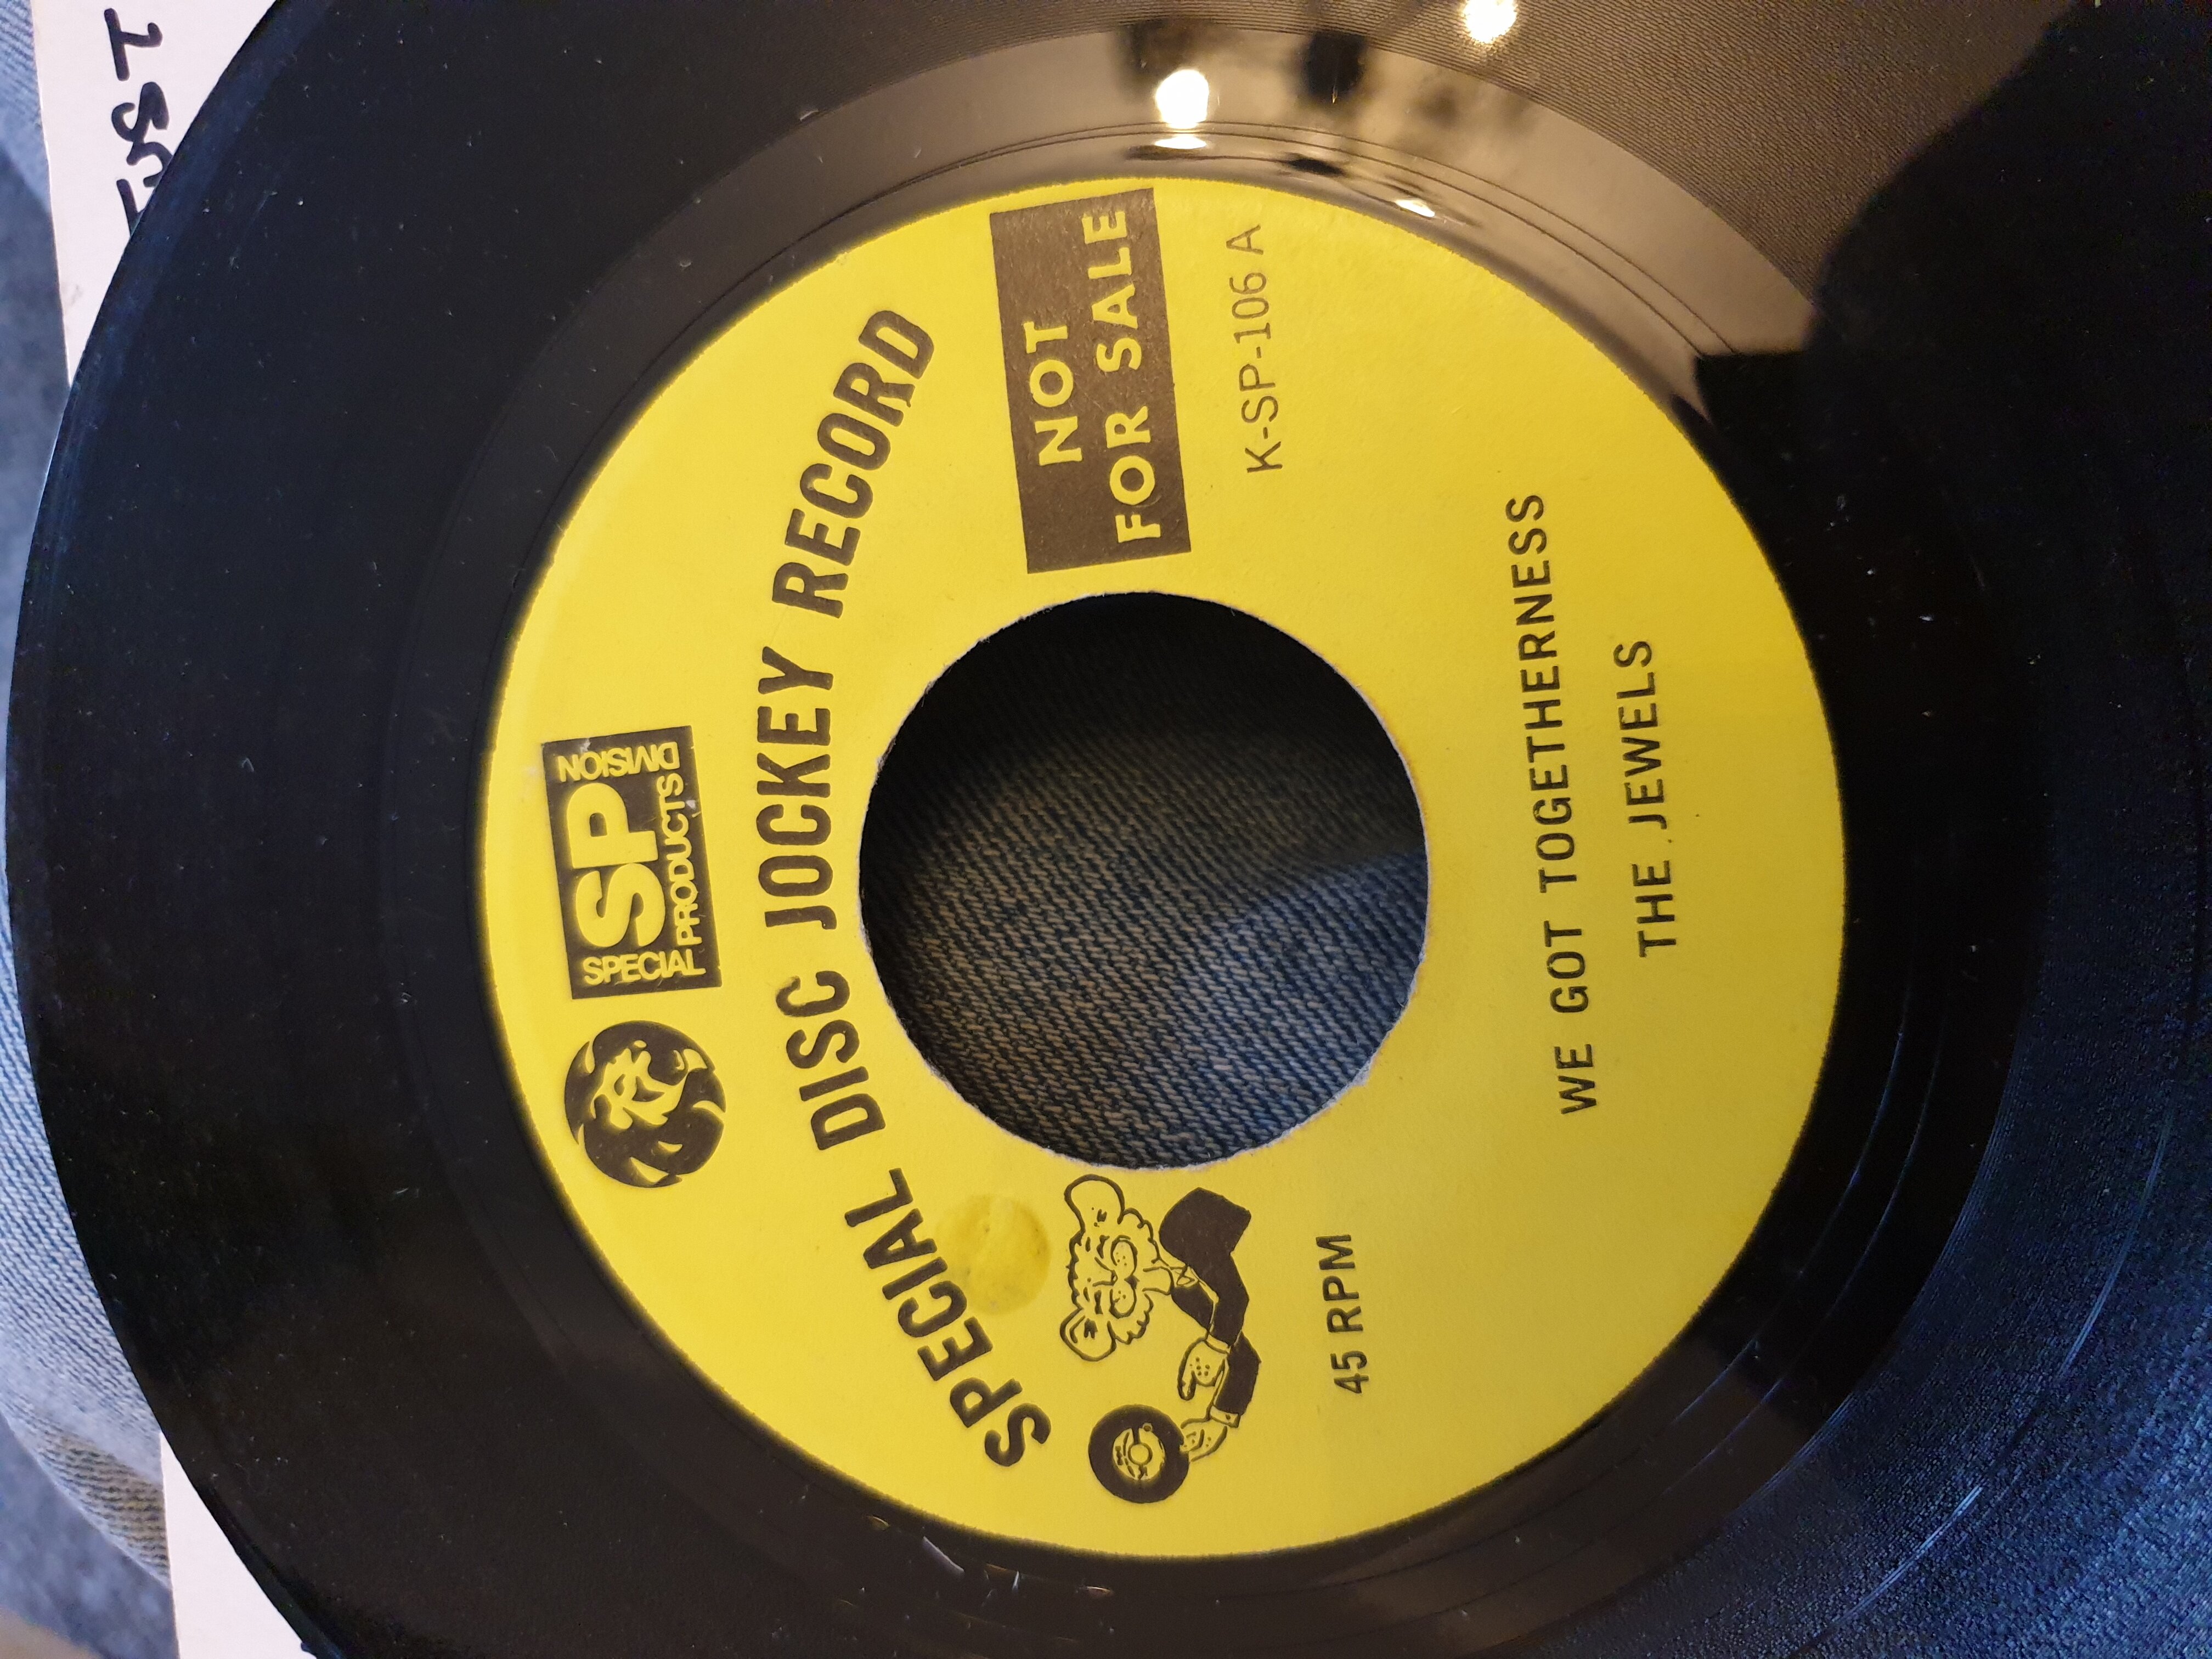 SP
SPECIAL PRODUCTS DIVISION
SPECIAL DISC JOCKEY RECORD
NOT
FOR SALE
K-SP-106 A
45 RPM
WE GOT TOGETHERNESS
THE JEWELS